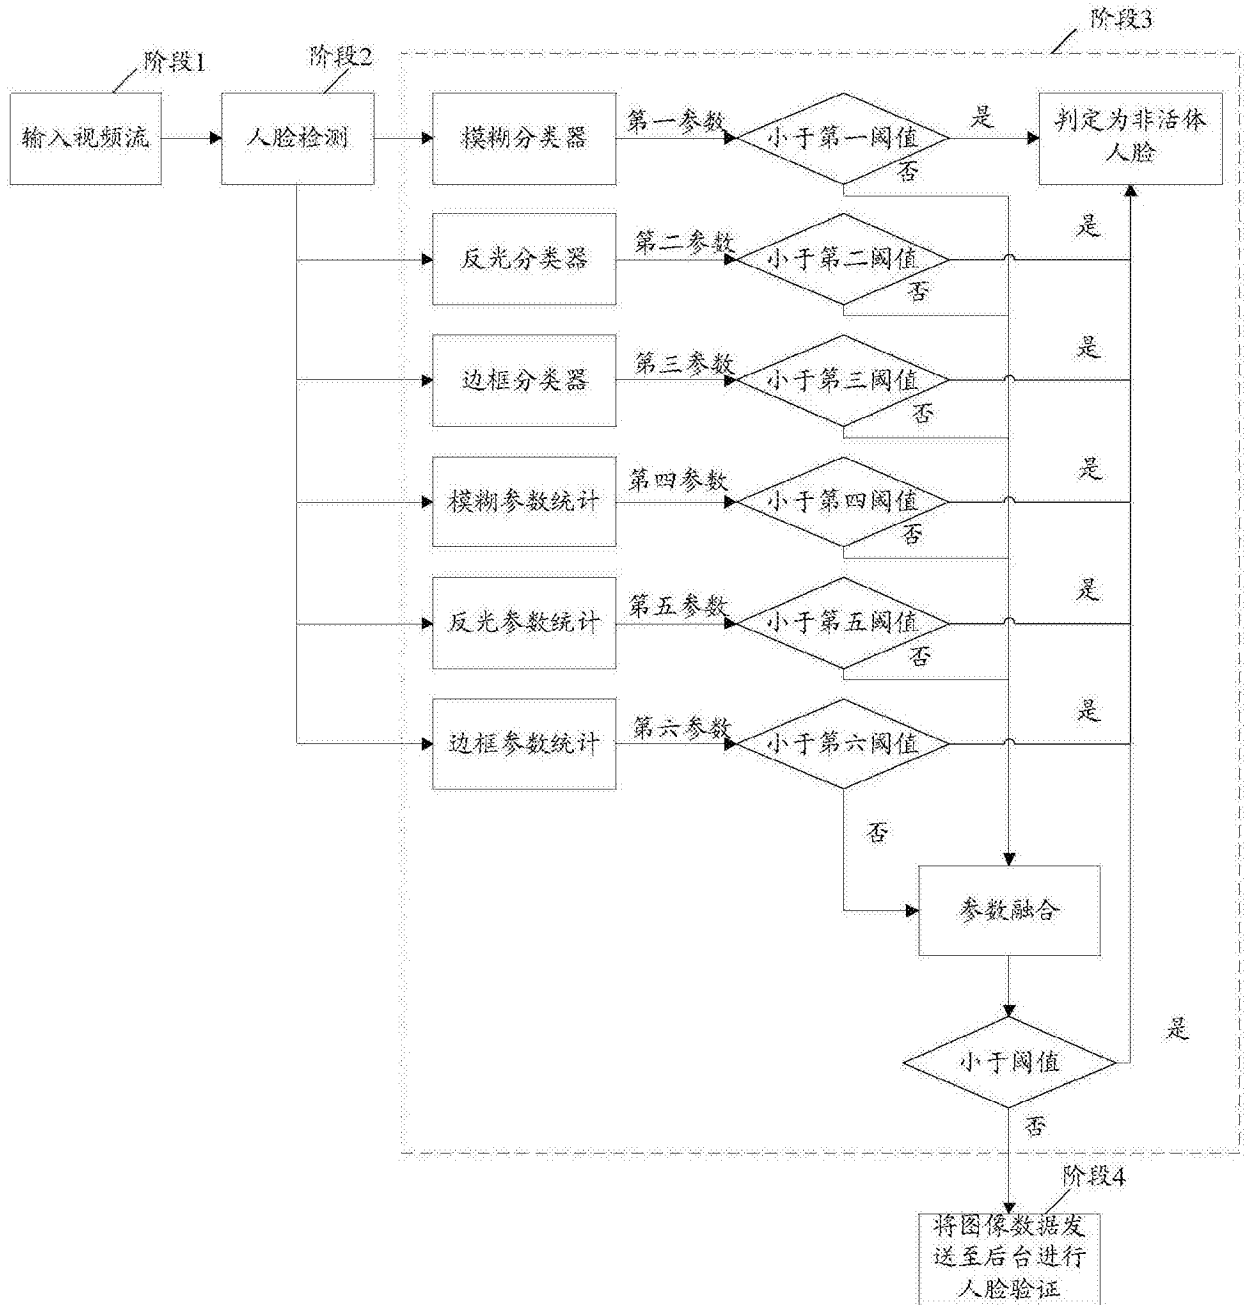 阶段3
阶段1
阶段2
输入视频流
人脸检测
模糊分类器
第一参数
小于第一阈值
是
否
判定为非活体
人脸
反光分类器
第二参数
小于第二阈值
是
否
边框分类器
第三参数
小于第三阈值
是
否
模糊参数统计
第四参数
小于第四阈值
是
否
反光参数统计
第五参数
小于第五阈值
是
否
边框参数统计
第六参数
小于第六阈值
是
否
参数融合
小于阈值
是
否
阶段4
将图像数据发
送至后台进行
人脸验证